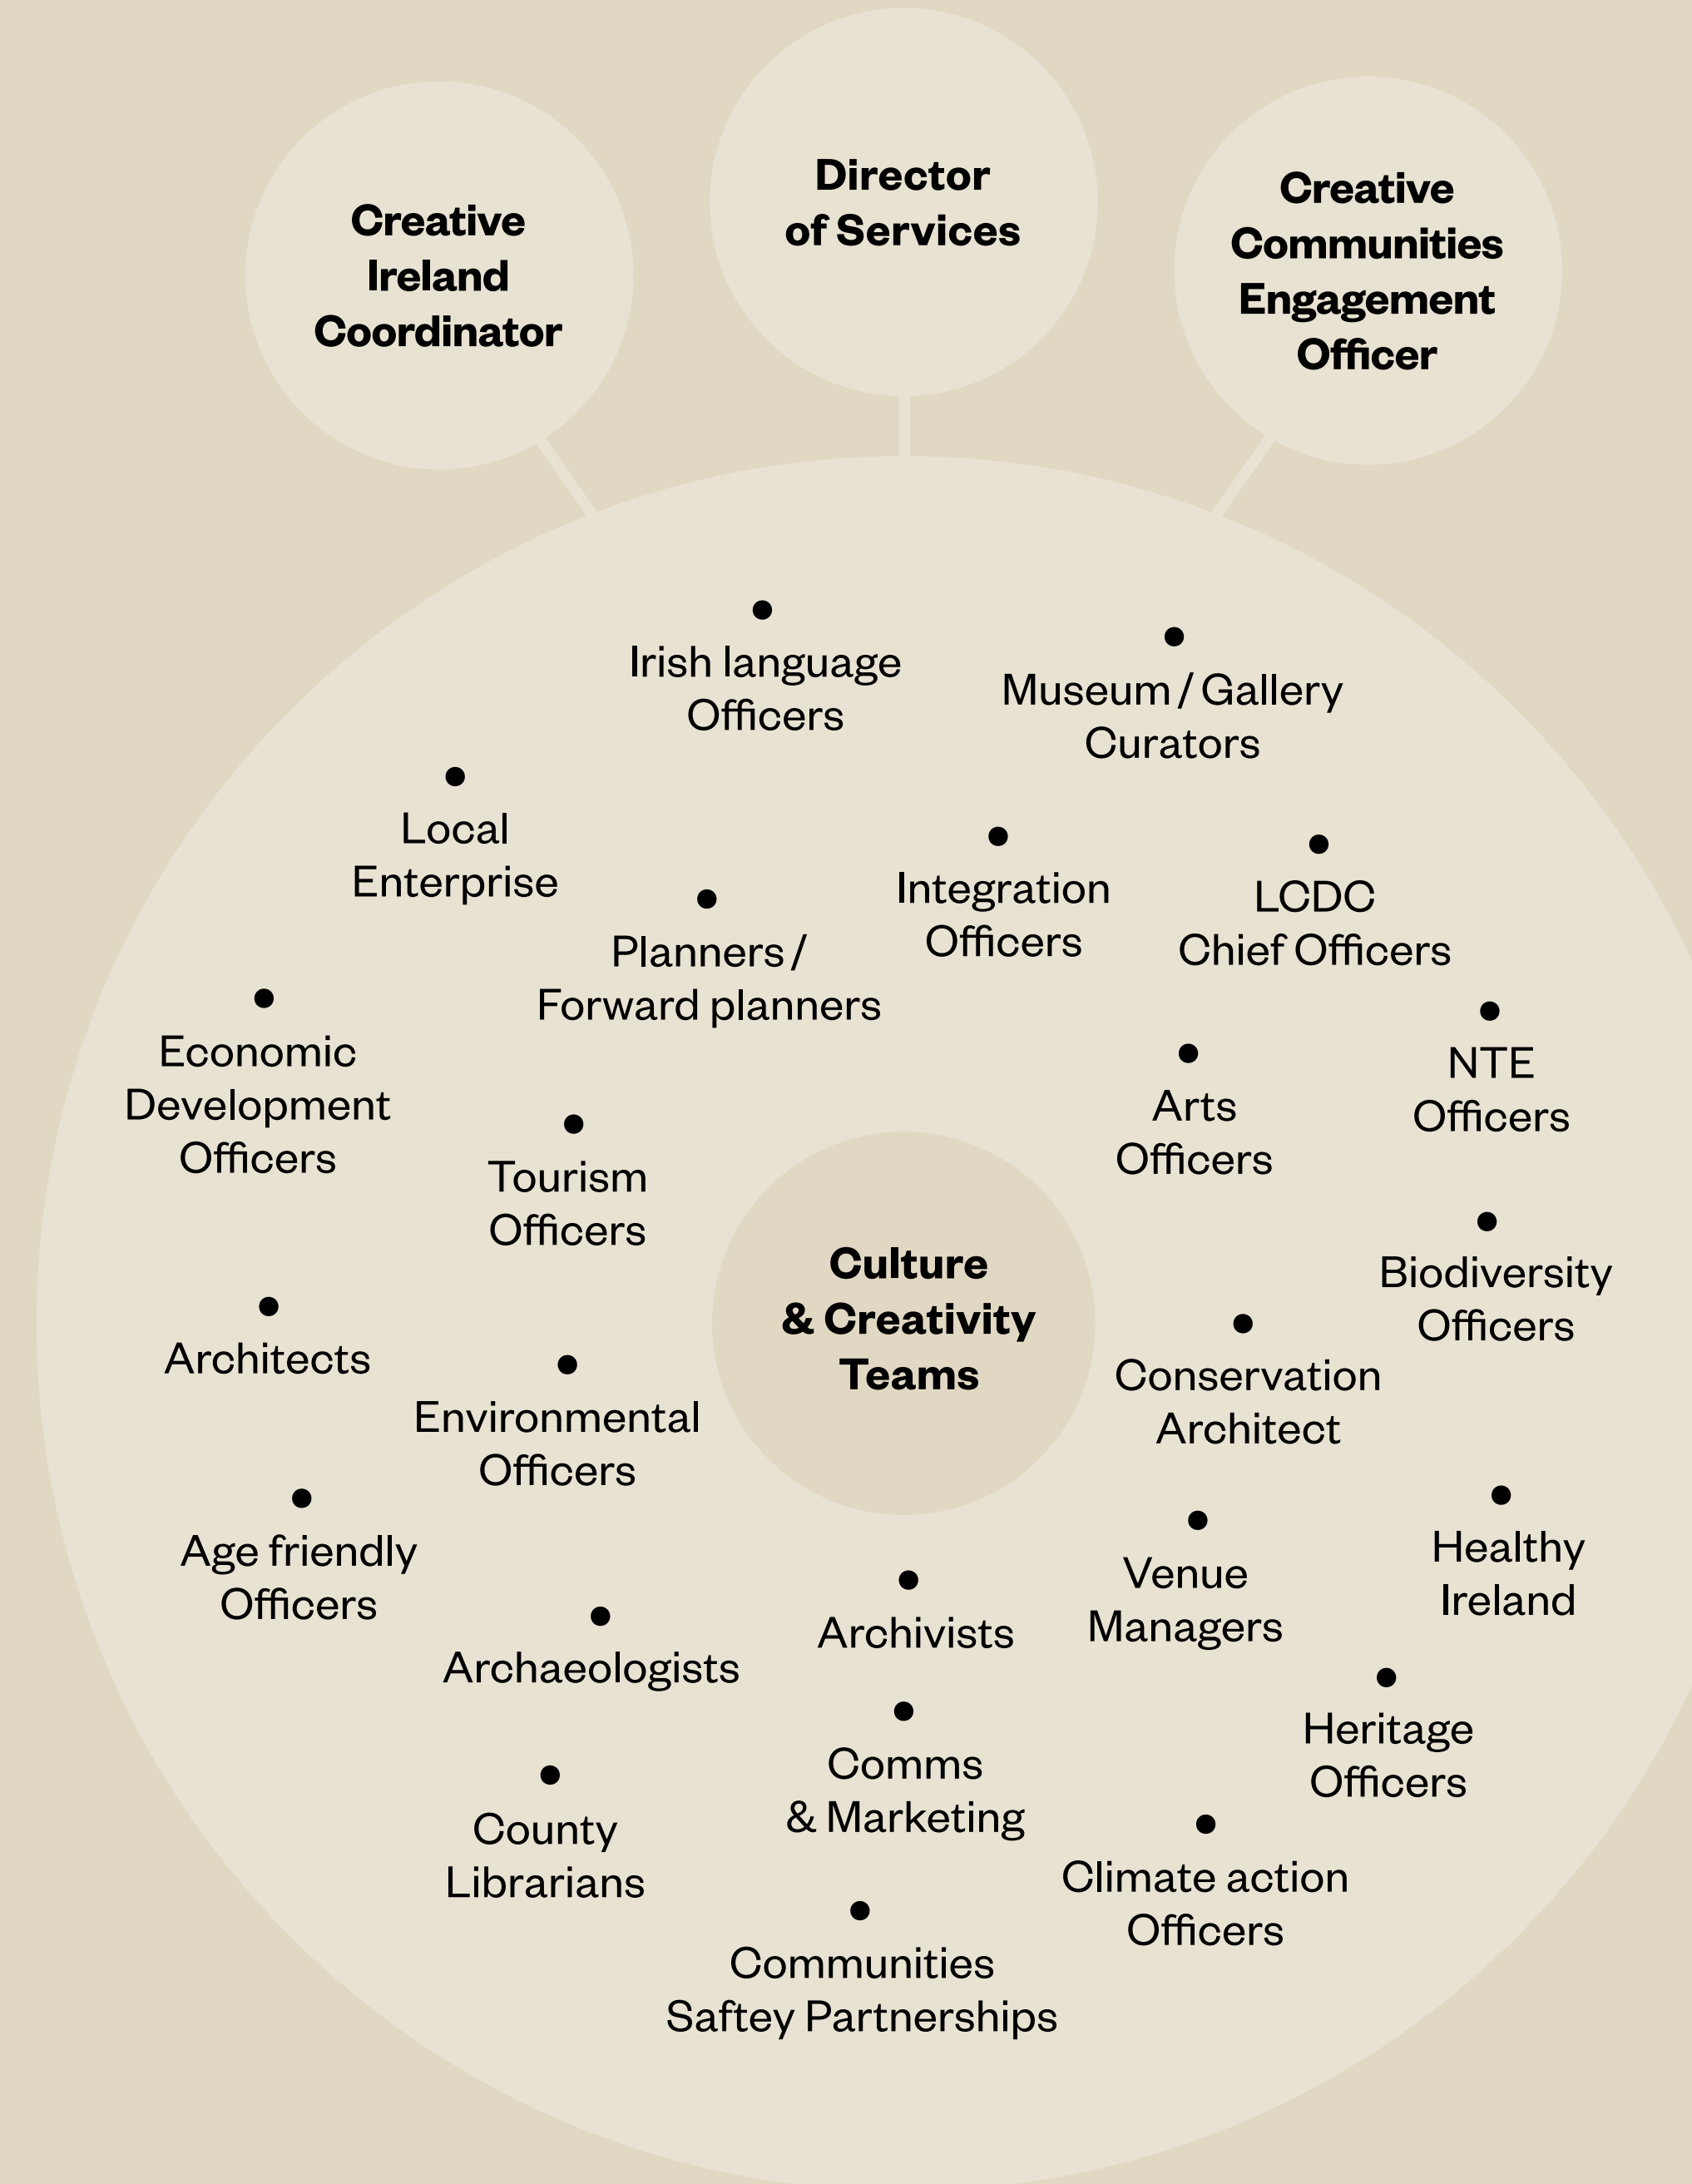 Creative
Ireland
Coordinator
Director
of Services
Creative
Communities
Engagement
Officer
Irish language
Officers
Museum / Gallery
Curators
Local
Enterprise
Integration
Officers
LCDC
Chief Officers
Planners /
Forward planners
Economic
Development
Officers
NTE
Officers
Arts
Officers
Tourism
Officers
Biodiversity
Officers
Culture
& Creativity
Teams
Architects
Conservation
Architect
Environmental
Officers
Age friendly
Officers
Healthy
Ireland
Venue
Managers
Archivists
Archaeologists
Heritage
Officers
Comms
& Marketing
County
Librarians
Climate action
Officers
Communities
Saftey Partnerships